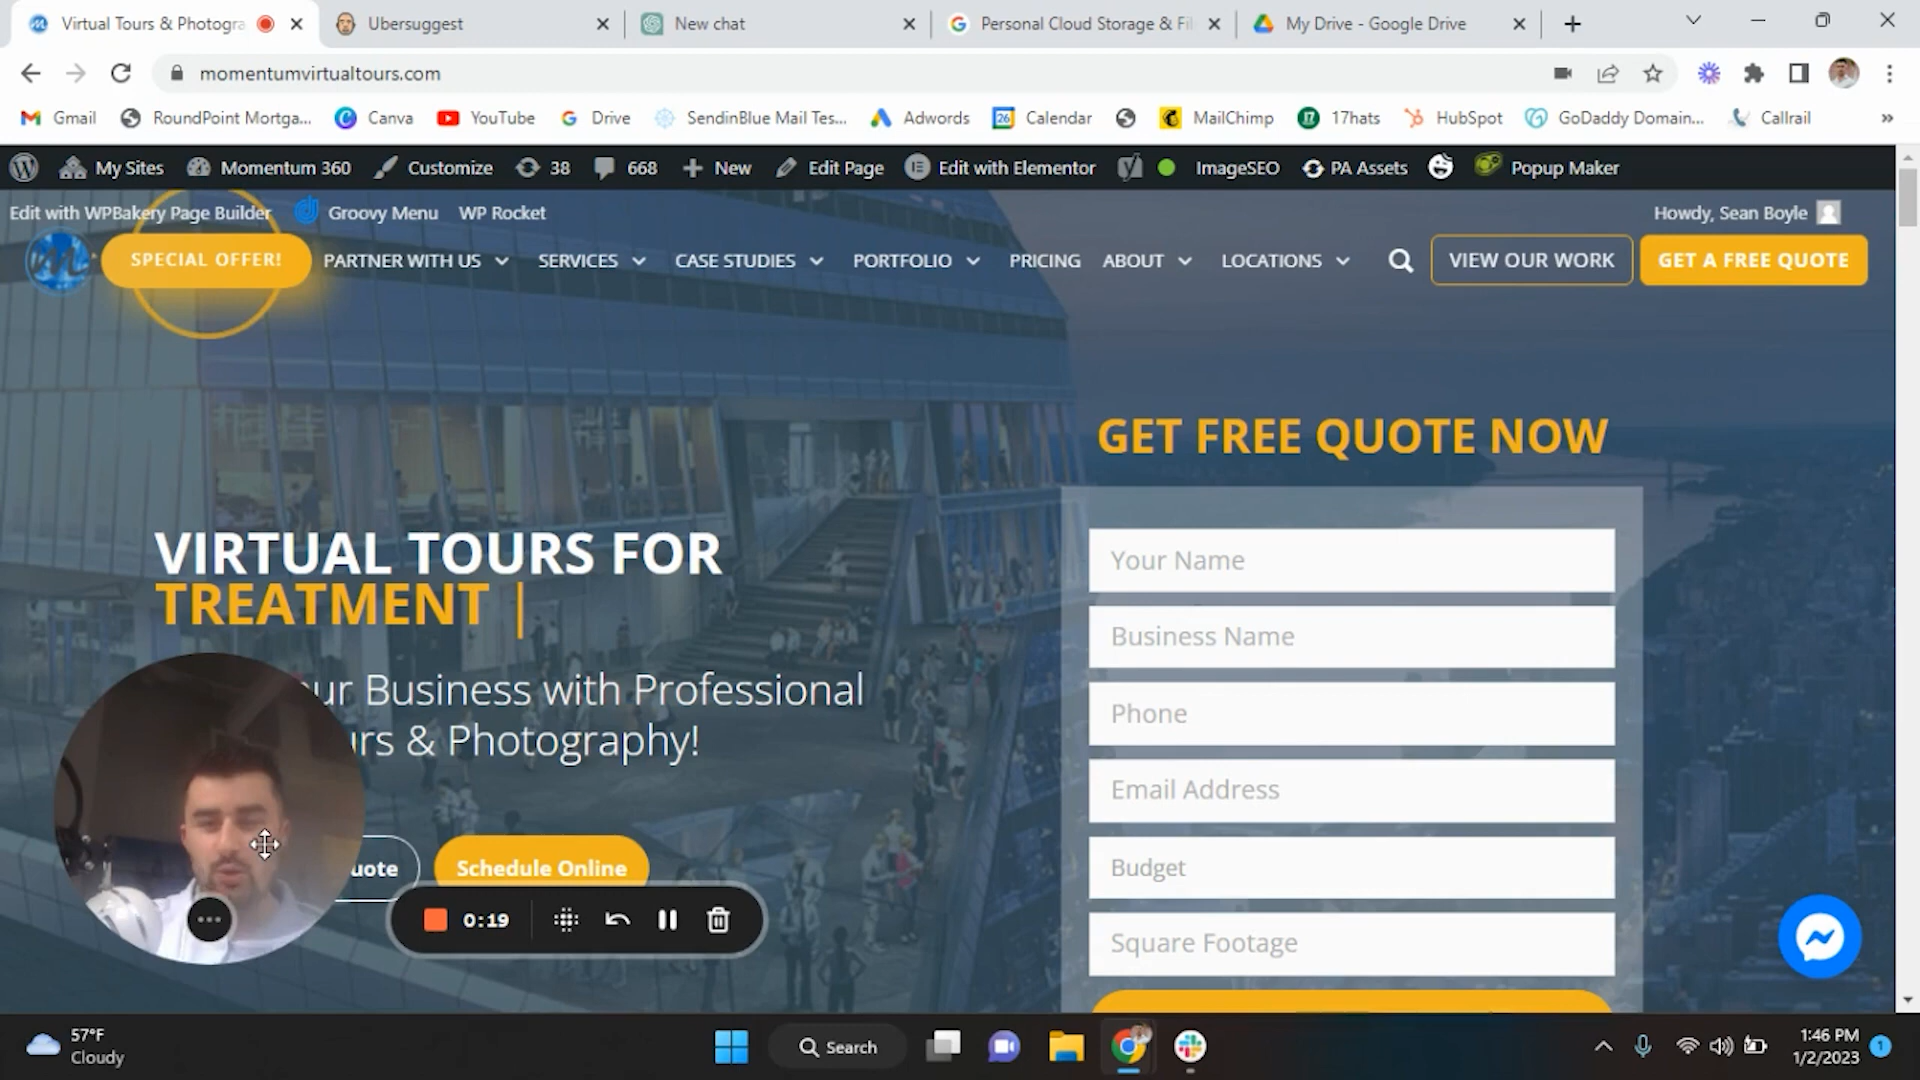 Virtual Tours & Photogra
Ubersuggest
New chat
Personal Cloud Storage & Fil
My Drive - Google Drive
momentumvirtualtours.com
Gmail
RoundPoint Mortga...
Canva
YouTube
Drive
SendinBlue Mail Tes...
Adwords
26
Calendar
MailChimp
17
17hats
HubSpot
GoDaddy Domain...
Callrail
»
My Sites
Momentum 360
Customize
38
668
New
Edit Page
Edit with Elementor
ImageSEO
PA Assets
Popup Maker
Edit with WPBakery Page Builder
Groovy Menu
WP Rocket
Howdy, Sean Boyle
SPECIAL OFFER!
PARTNER WITH US
SERVICES
CASE STUDIES
PORTFOLIO
PRICING
ABOUT
LOCATIONS
VIEW OUR WORK
GET A FREE QUOTE
VIRTUAL TOURS FOR
TREATMENT |
ur Business with Professional
urs & Photography!
uote
Schedule Online
0:19
GET FREE QUOTE NOW
Your Name
Business Name
Phone
Email Address
Budget
Square Footage
57°F
Cloudy
Search
1:46 PM
1/2/2023
1